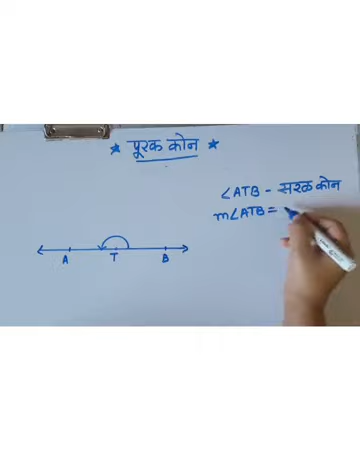 ★ पूरक कोन ★
∠ATB - सरळ कोन
m∠ATB =
A T B